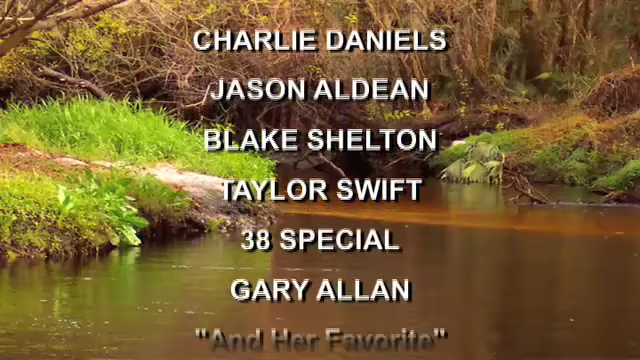 CHARLIE DANIELS
JASON ALDEAN
BLAKE SHELTON
TAYLOR SWIFT
38 SPECIAL
GARY ALLAN
"And Her Favorite"